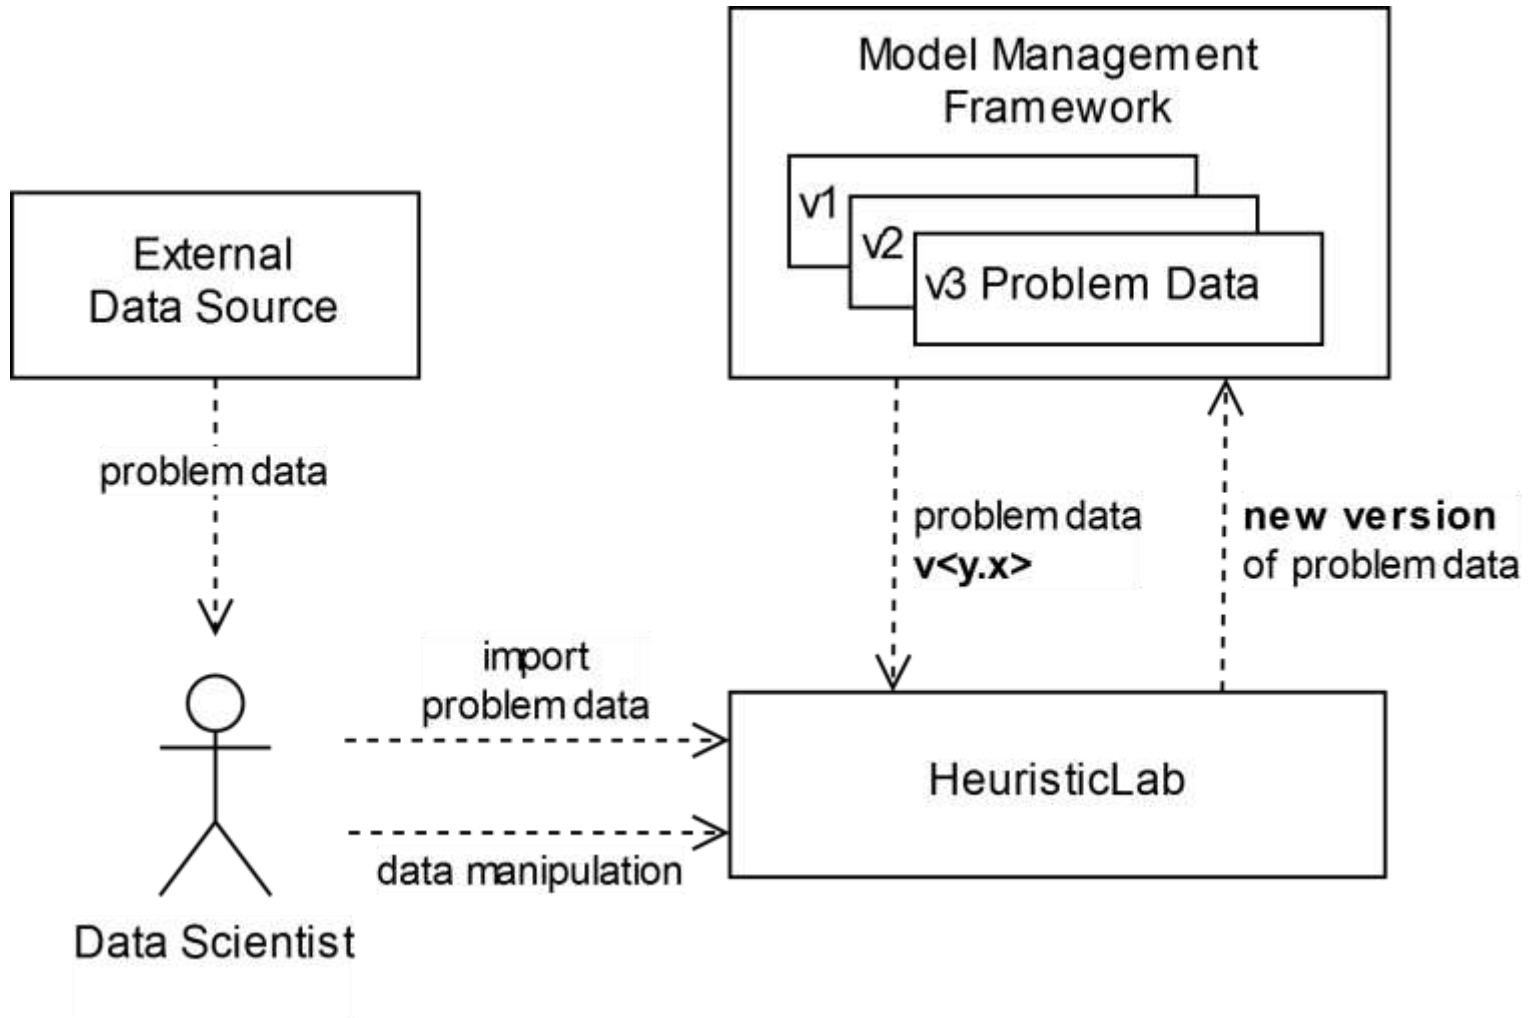 Model Management
Framework
v1
v2
v3 Problem Data
External
Data Source
problem data
problem data
v<y.x>
new version
of problem data
import
problem data
HeuristicLab
data manipulation
Data Scientist